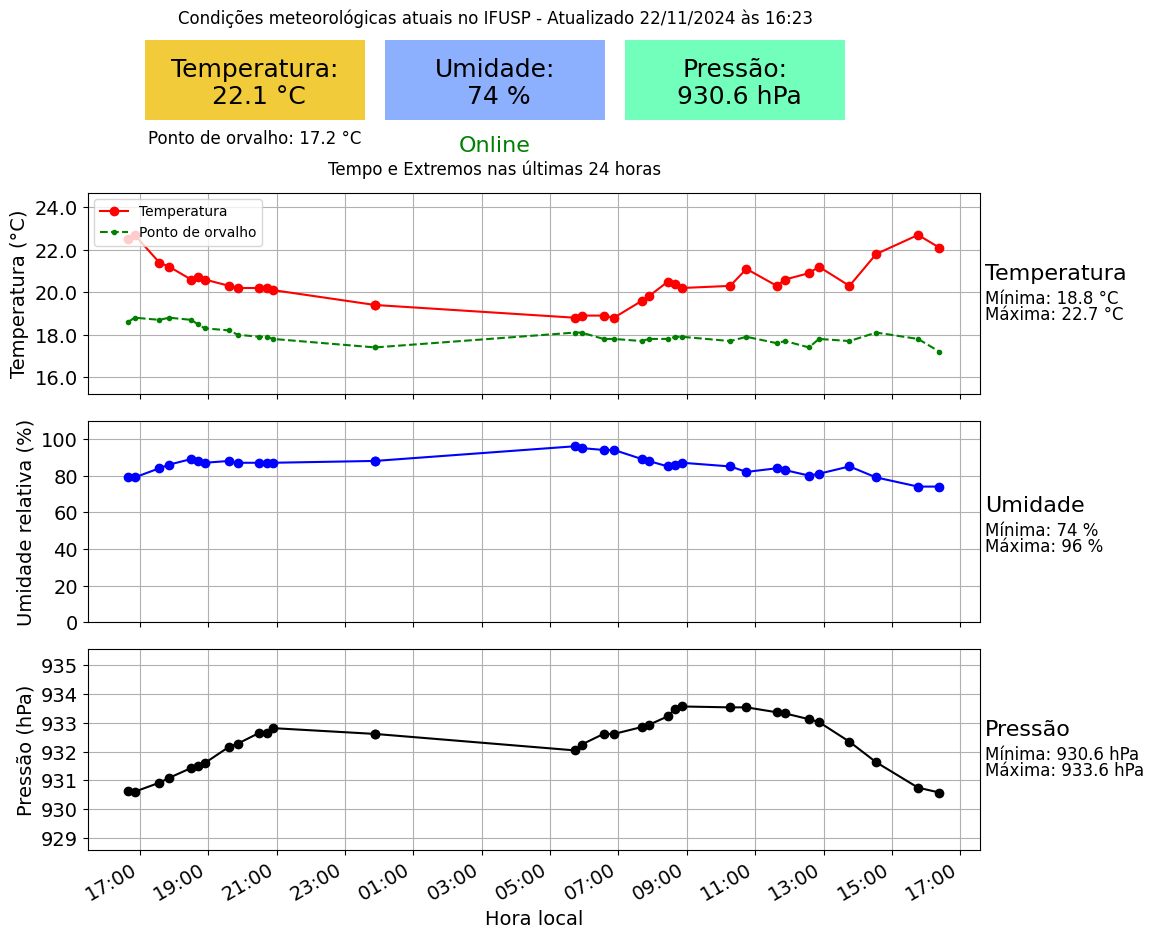 Condições meteorológicas atuais no IFUSP - Atualizado 22/11/2024 às 16:23
Temperatura:
22.1 °C
Umidade:
74 %
Pressão:
930.6 hPa
Ponto de orvalho: 17.2 °C
Online
Tempo e Extremos nas últimas 24 horas
Temperatura (°C)
24.0
22.0
20.0
18.0
16.0
Temperatura
Ponto de orvalho
Temperatura
Mínima: 18.8 °C
Máxima: 22.7 °C
Umidade relativa (%)
100
80
60
40
20
0
Umidade
Mínima: 74 %
Máxima: 96 %
Pressão (hPa)
935
934
933
932
931
930
929
Pressão
Mínima: 930.6 hPa
Máxima: 933.6 hPa
17:00 19:00 21:00 23:00 01:00 03:00 05:00 07:00 09:00 11:00 13:00 15:00 17:00
Hora local